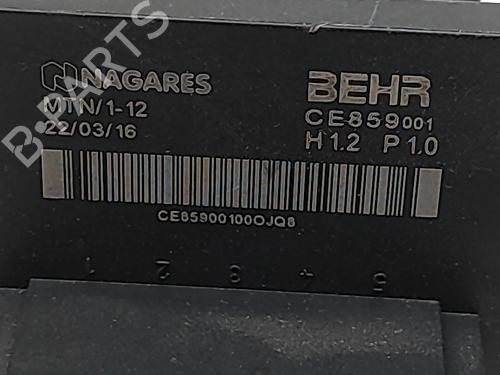 B-PARTS
NAGARES
MTN/1-12
22/03/16
BEHR
CE859001
H1.2 P1.0
CE859001000JQ8
1 2 3 4 5